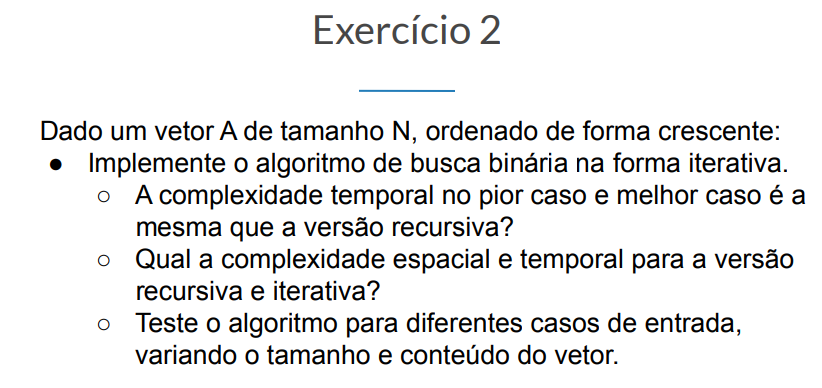 Exercício 2
Dado um vetor A de tamanho N, ordenado de forma crescente:
● Implemente o algoritmo de busca binária na forma iterativa.
○ A complexidade temporal no pior caso e melhor caso é a
mesma que a versão recursiva?
○ Qual a complexidade espacial e temporal para a versão
recursiva e iterativa?
○ Teste o algoritmo para diferentes casos de entrada,
variando o tamanho e conteúdo do vetor.